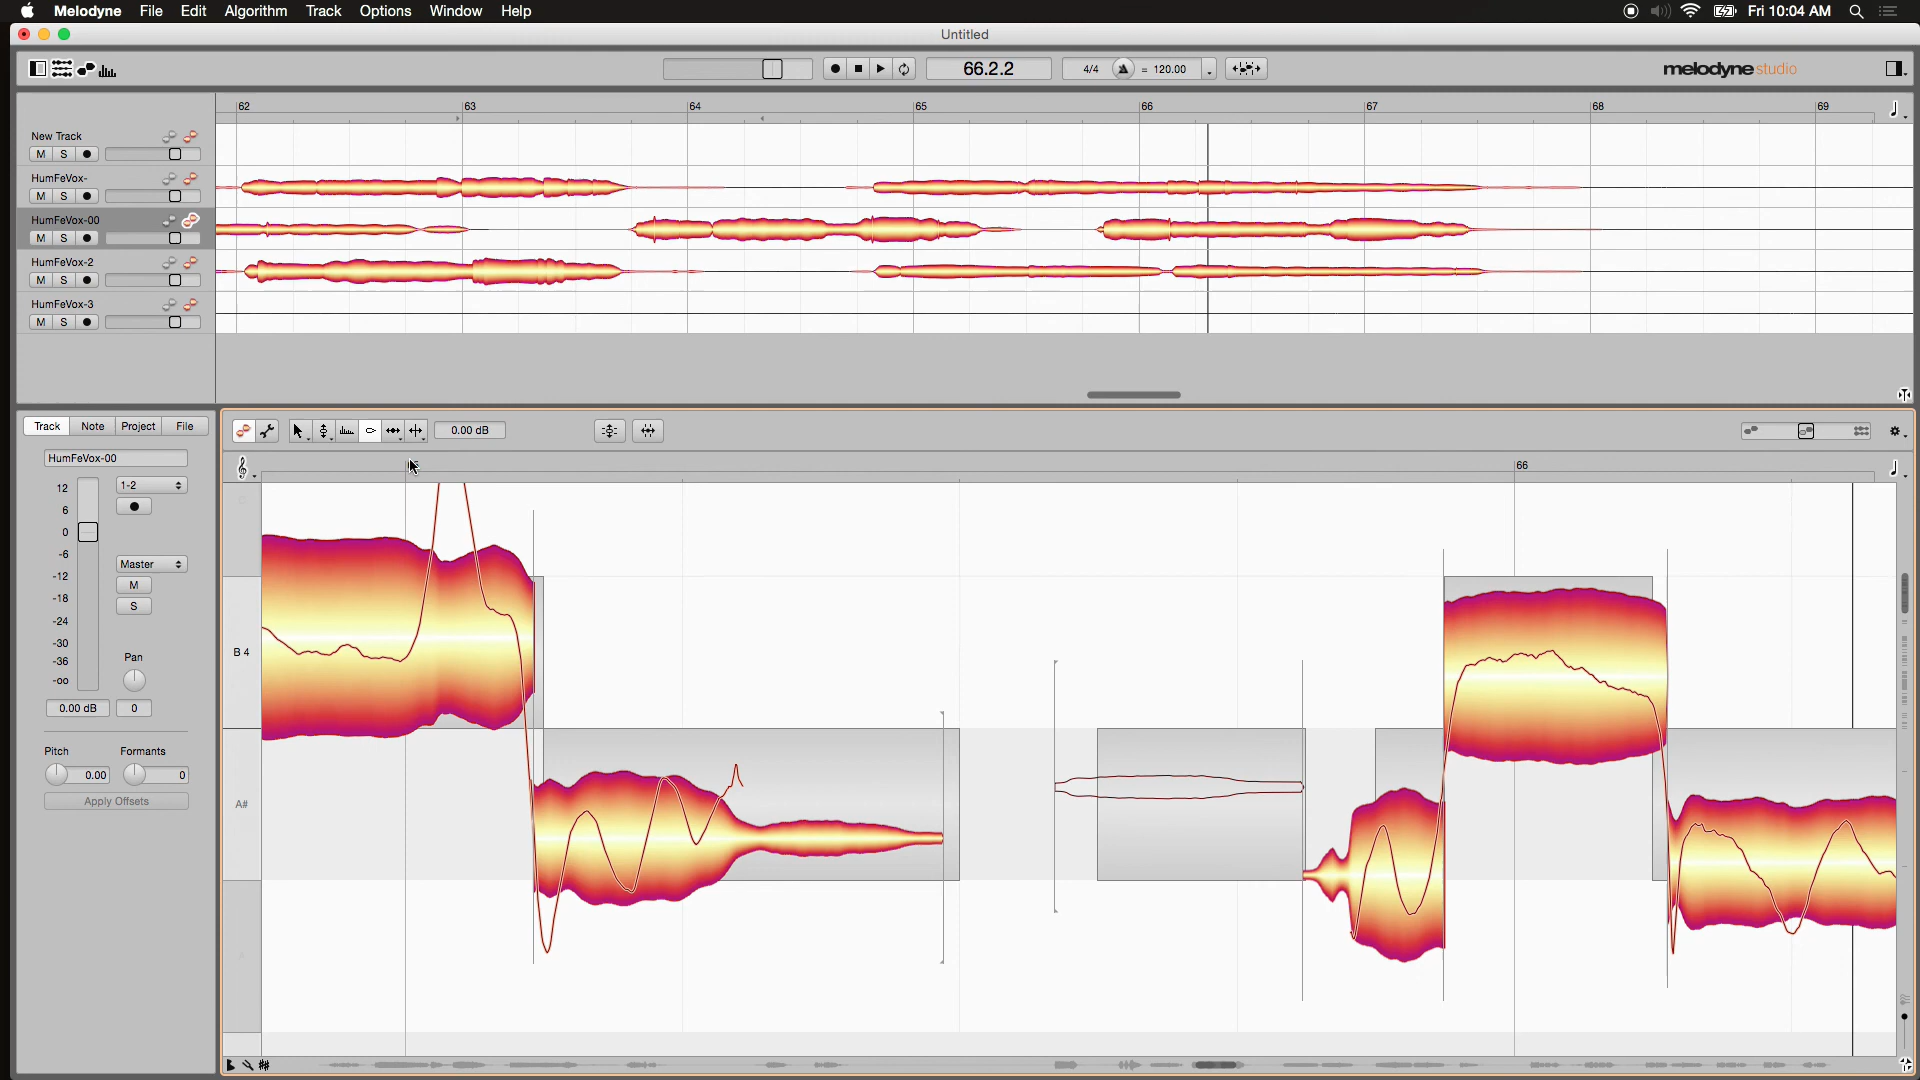 Melodyne File Edit Algorithm Track Options Window Help Fri 10:04 AM
Untitled
66.2.2 4/4 = 120.00 melodyne studio
62 63 64 65 66 67 68 69
New Track
M S
HumFeVox-
M S
HumFeVox-00
M S
HumFeVox-2
M S
HumFeVox-3
M S
Track Note Project File 0.00 dB
HumFeVox-00 66
12 1-2
6
0
-6 Master
-12 M
-18 S
-24
-30
-36 Pan
-oo
0.00 dB 0
Pitch Formants
0.00 0
Apply Offsets
B 4
A#